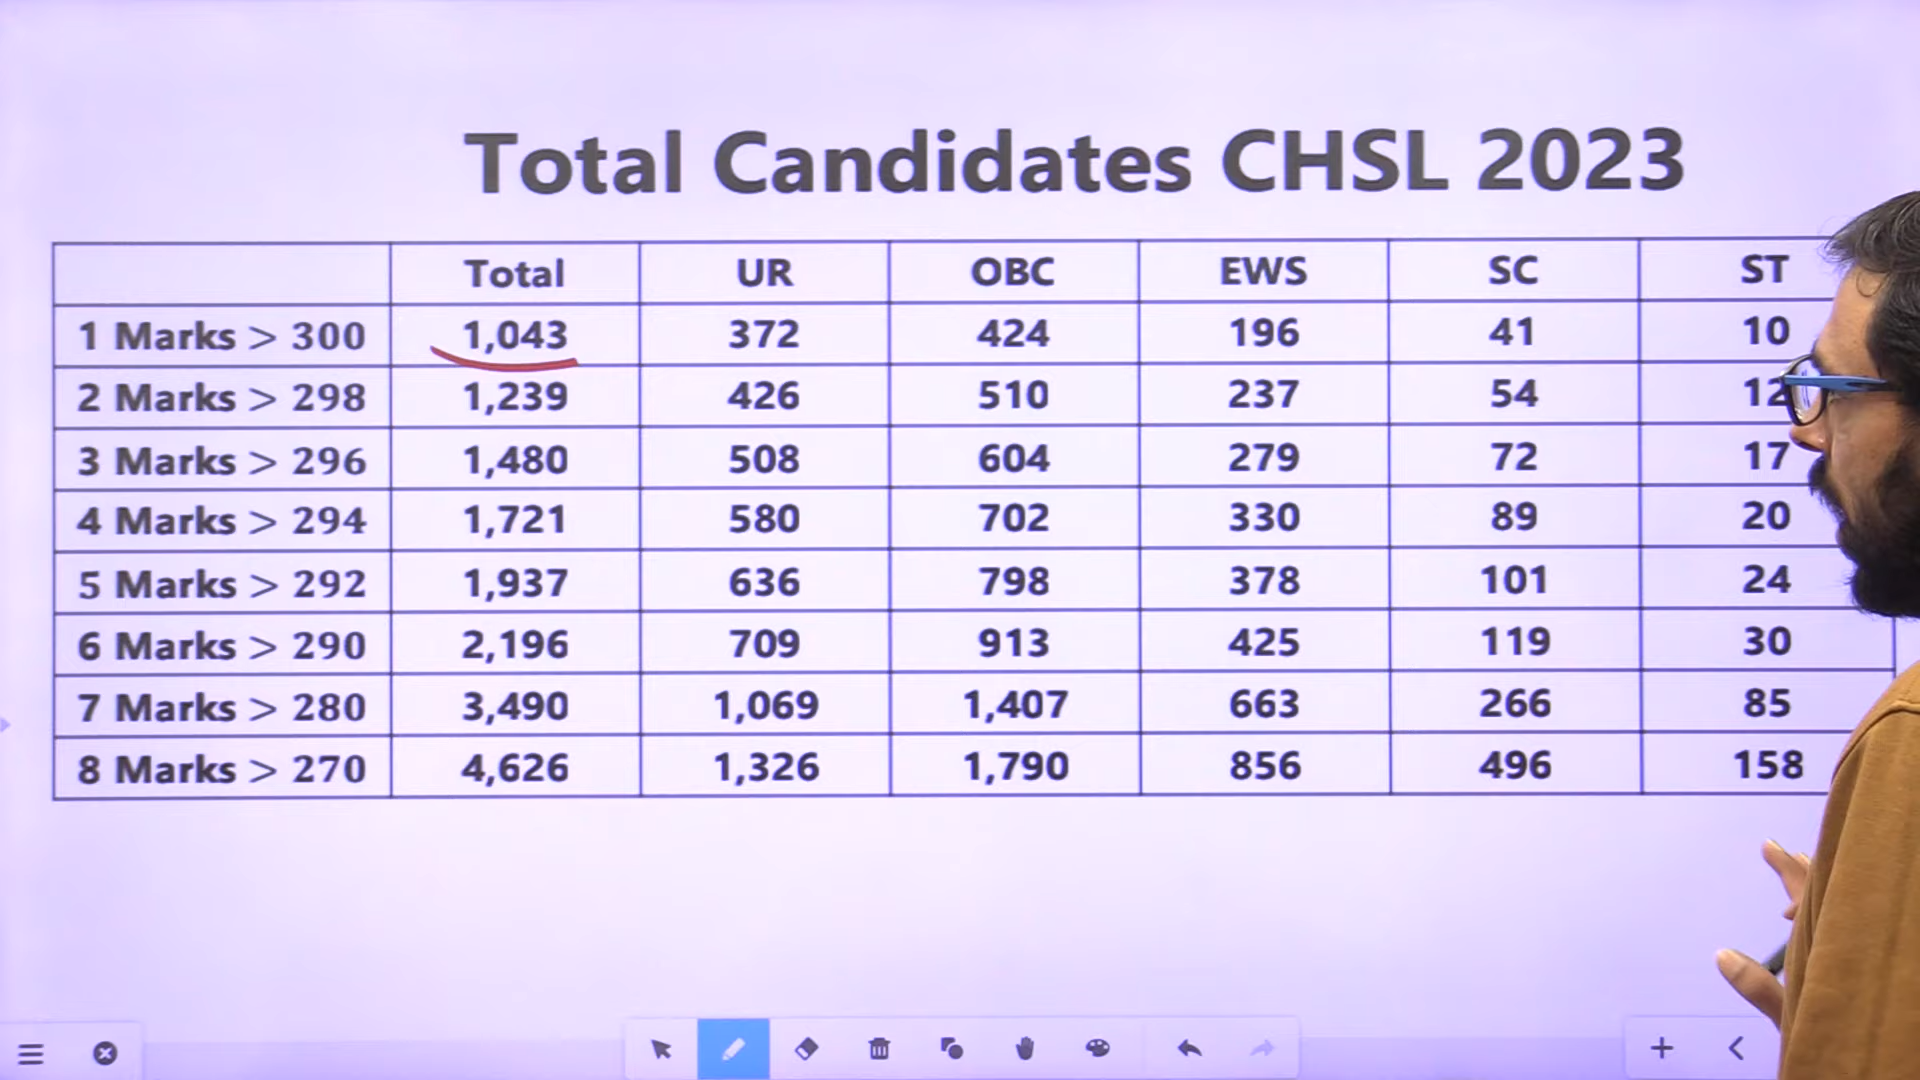 Total Candidates CHSL 2023
Total UR OBC EWS SC ST
1 Marks > 300 1,043 372 424 196 41 10
2 Marks > 298 1,239 426 510 237 54 12
3 Marks > 296 1,480 508 604 279 72 17
4 Marks > 294 1,721 580 702 330 89 20
5 Marks > 292 1,937 636 798 378 101 24
6 Marks > 290 2,196 709 913 425 119 30
7 Marks > 280 3,490 1,069 1,407 663 266 85
8 Marks > 270 4,626 1,326 1,790 856 496 158